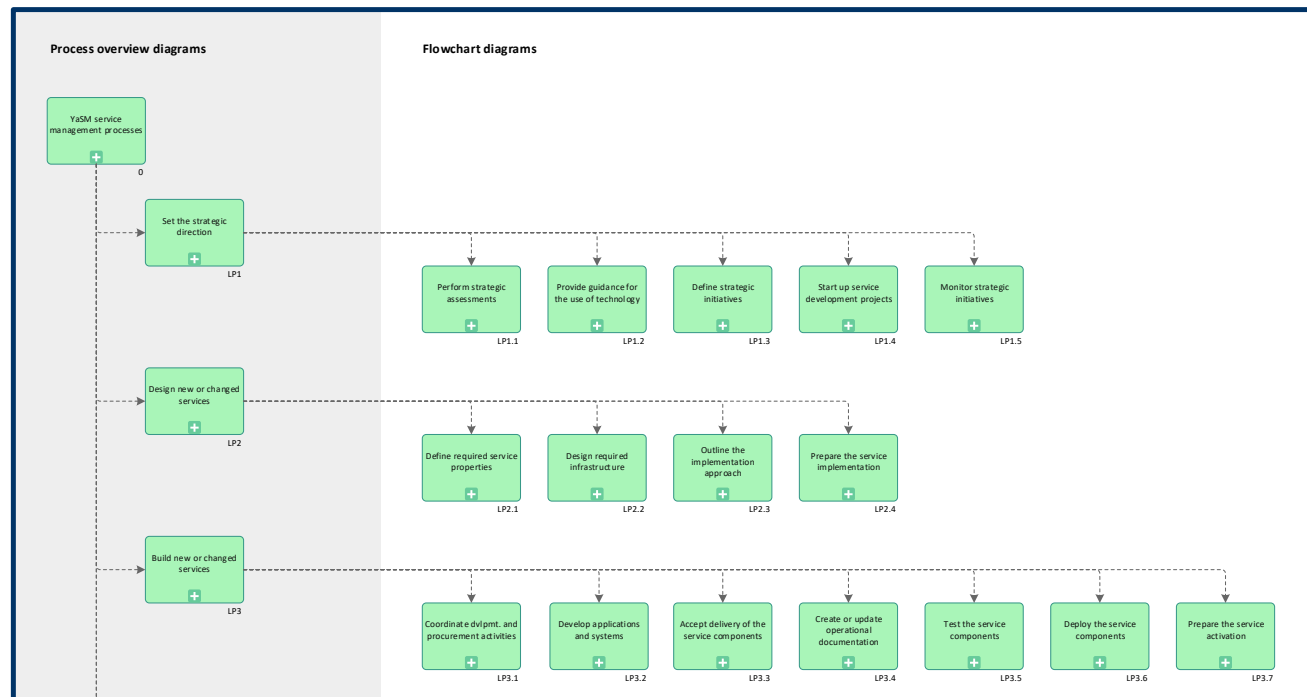 Process overview diagrams
Flowchart diagrams
YaSM service
management processes
0
Set the strategic
direction
LP1
Perform strategic
assessments
LP1.1
Provide guidance for
the use of technology
LP1.2
Define strategic
initiatives
LP1.3
Start up service
development projects
LP1.4
Monitor strategic
initiatives
LP1.5
Design new or changed
services
LP2
Define required service
properties
LP2.1
Design required
infrastructure
LP2.2
Outline the
implementation
approach
LP2.3
Prepare the service
implementation
LP2.4
Build new or changed
services
LP3
Coordinate dvlpmt. and
procurement activities
LP3.1
Develop applications
and systems
LP3.2
Accept delivery of the
service components
LP3.3
Create or update
operational
documentation
LP3.4
Test the service
components
LP3.5
Deploy the service
components
LP3.6
Prepare the service
activation
LP3.7